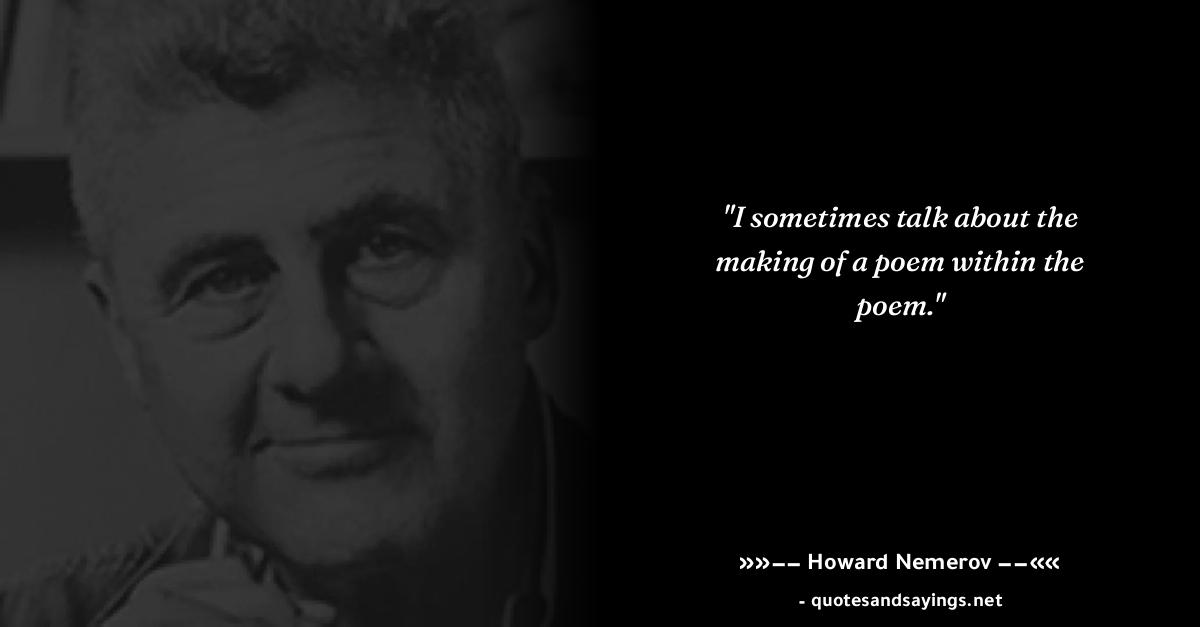 "I sometimes talk about the
making of a poem within the
poem."
»»–– Howard Nemerov ––««
- quotesandsayings.net